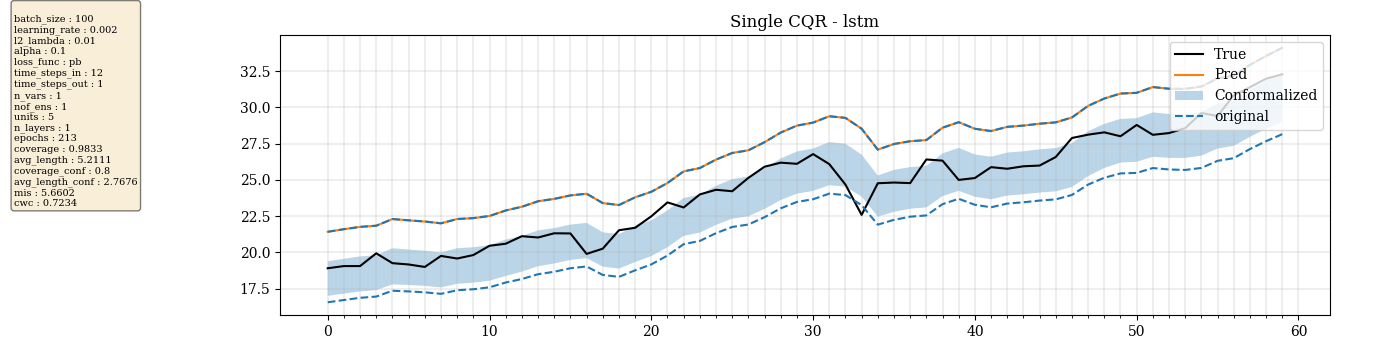 batch_size : 100
learning_rate : 0.002
l2_lambda : 0.01
alpha : 0.1
loss_func : pb
time_steps_in : 12
time_steps_out : 1
n_vars : 1
nof_ens : 1
units : 5
n_layers : 1
epochs : 213
coverage : 0.9833
avg_length : 5.2111
coverage_conf : 0.8
avg_length_conf : 2.7676
mis : 5.6602
cwc : 0.7234
Single CQR - lstm
True
Pred
Conformalized
original
32.5
30.0
27.5
25.0
22.5
20.0
17.5
0 10 20 30 40 50 60